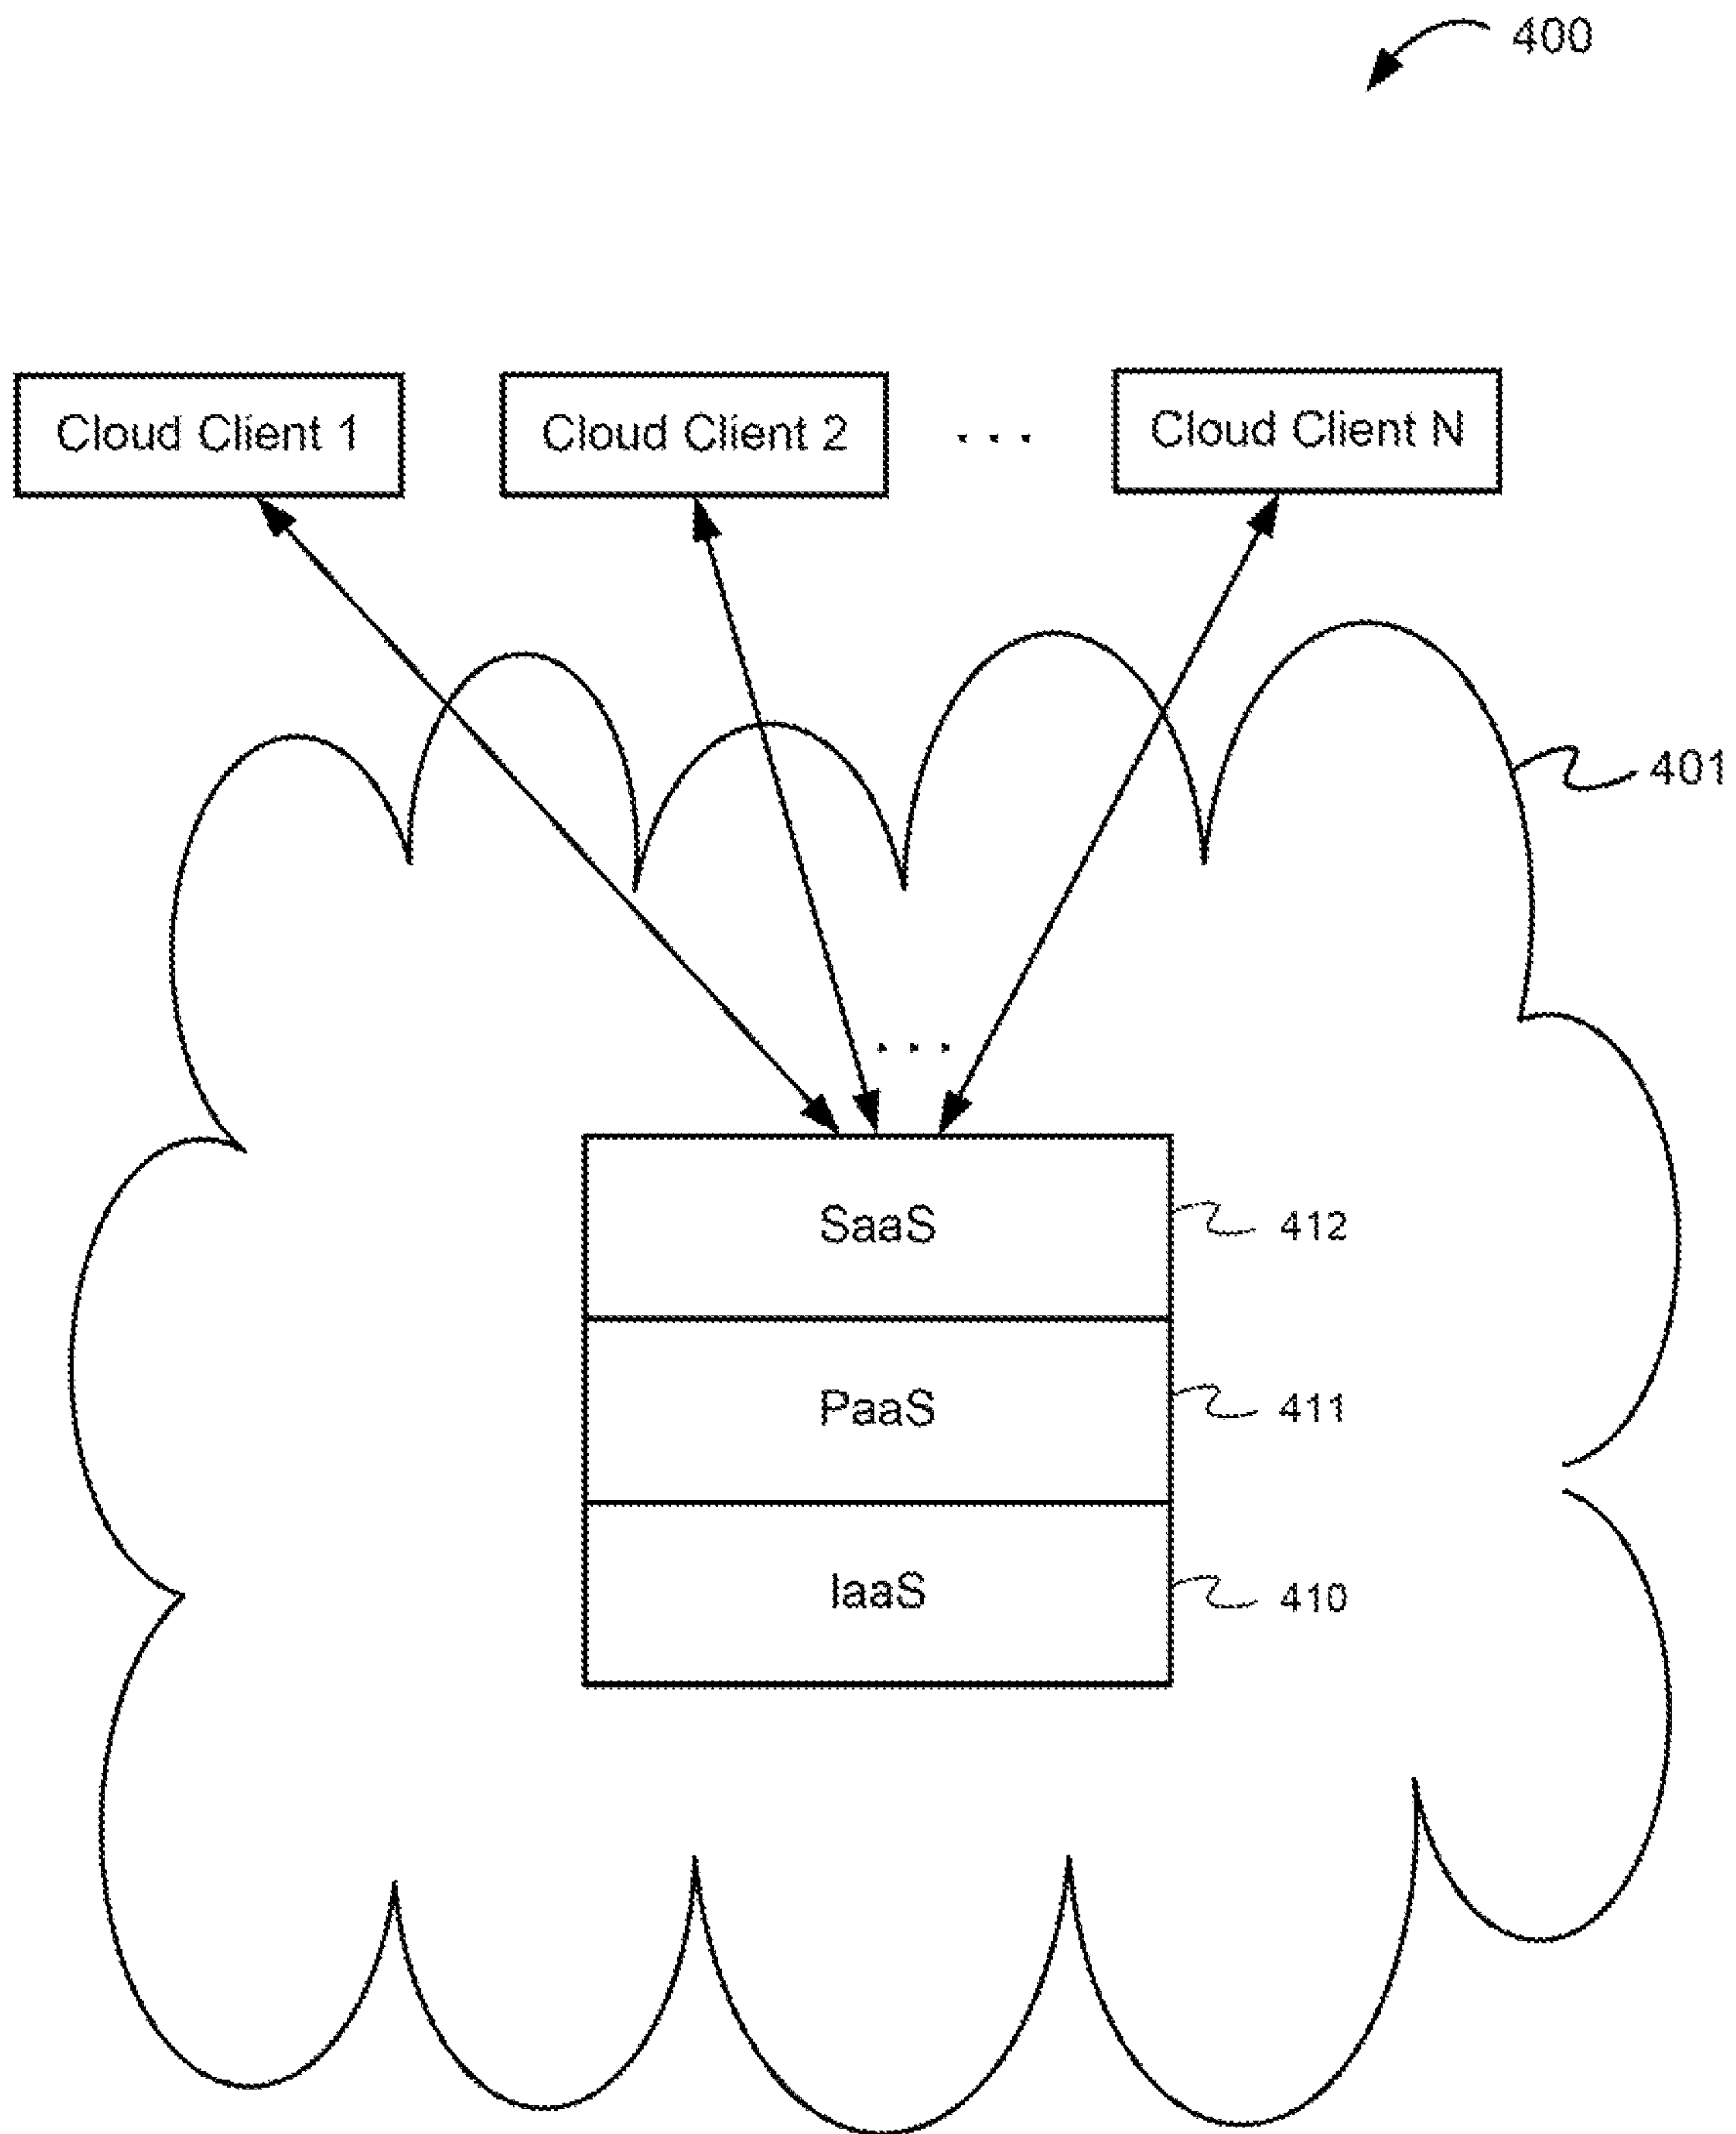 400
Cloud Client 1
Cloud Client 2
. . .
Cloud Client N
401
. . .
SaaS
412
PaaS
411
IaaS
410